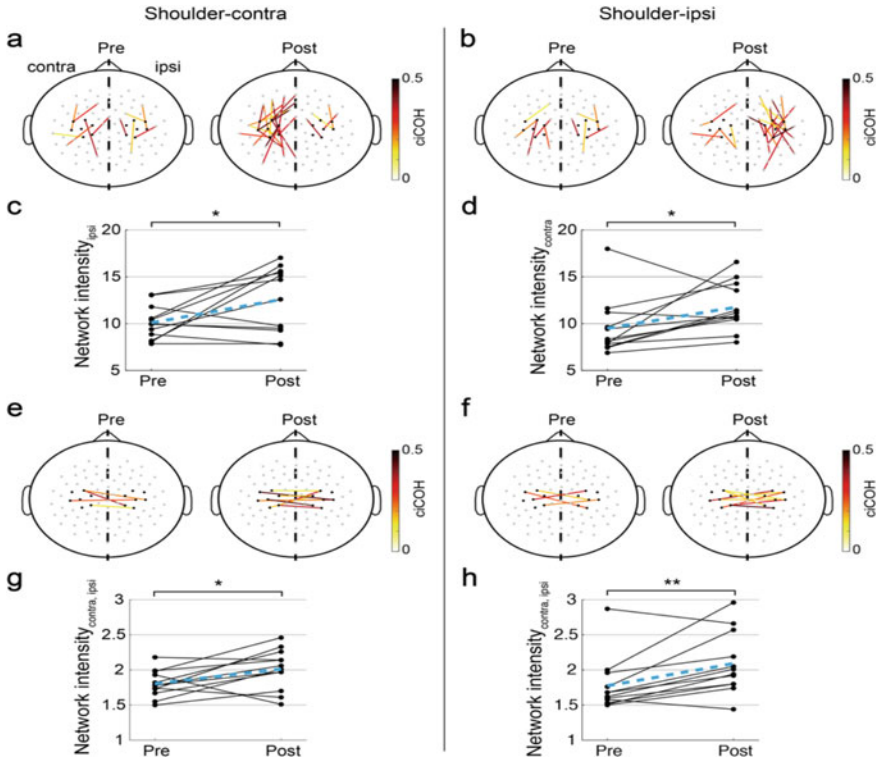 Shoulder-contra
Shoulder-ipsi
a
Pre
Post
contra
ipsi
0.5
ciCOH
0
b
Pre
Post
0.5
ciCOH
0
c
*
Network intensity ipsi
20
15
10
5
Pre
Post
d
*
Network intensity contra
20
15
10
5
Pre
Post
e
Pre
Post
0.5
ciCOH
0
f
Pre
Post
0.5
ciCOH
0
g
*
Network intensity contra, ipsi
3
2.5
2
1.5
1
Pre
Post
h
**
Network intensity contra, ipsi
3
2.5
2
1.5
1
Pre
Post